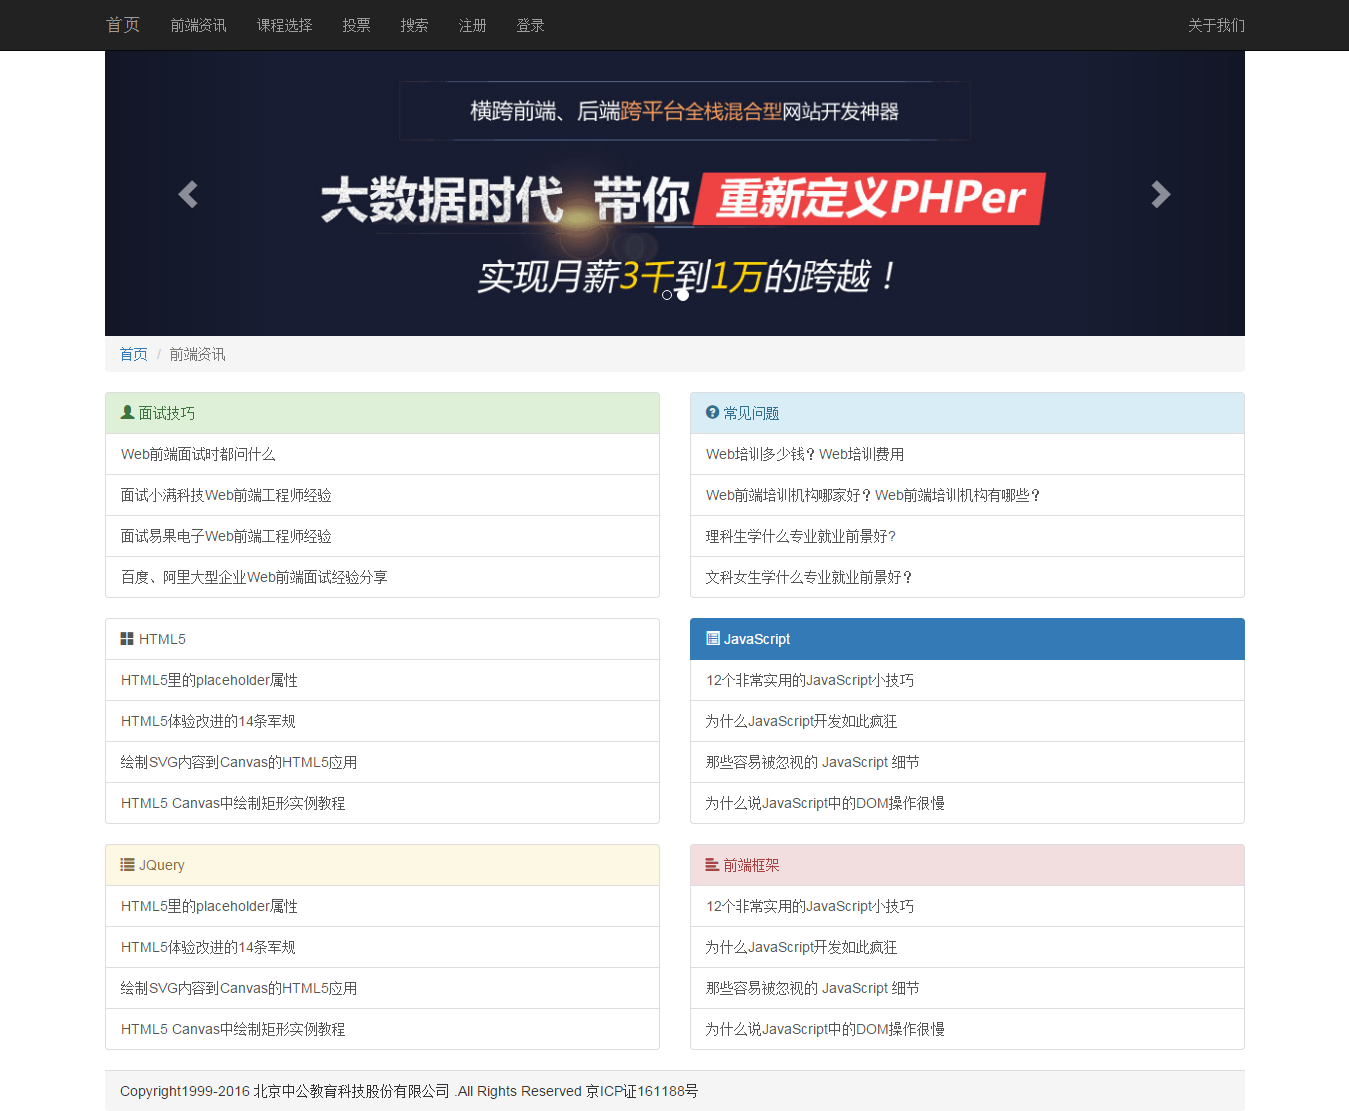 首页 前端资讯 课程选择 投票 搜索 注册 登录 关于我们
横跨前端、后端跨平台全栈混合型网站开发神器
大数据时代 带你 重新定义PHPer
实现月薪3千到1万的跨越！
首页 / 前端资讯
面试技巧
Web前端面试时都问什么
面试小满科技Web前端工程师经验
面试易果电子Web前端工程师经验
百度、阿里大型企业Web前端面试经验分享
常见问题
Web培训多少钱？Web培训费用
Web前端培训机构哪家好？Web前端培训机构有哪些？
理科生学什么专业就业前景好?
文科女生学什么专业就业前景好？
HTML5
HTML5里的placeholder属性
HTML5体验改进的14条军规
绘制SVG内容到Canvas的HTML5应用
HTML5 Canvas中绘制矩形实例教程
JavaScript
12个非常实用的JavaScript小技巧
为什么JavaScript开发如此疯狂
那些容易被忽视的 JavaScript 细节
为什么说JavaScript中的DOM操作很慢
JQuery
HTML5里的placeholder属性
HTML5体验改进的14条军规
绘制SVG内容到Canvas的HTML5应用
HTML5 Canvas中绘制矩形实例教程
前端框架
12个非常实用的JavaScript小技巧
为什么JavaScript开发如此疯狂
那些容易被忽视的 JavaScript 细节
为什么说JavaScript中的DOM操作很慢
Copyright1999-2016 北京中公教育科技股份有限公司 .All Rights Reserved 京ICP证161188号